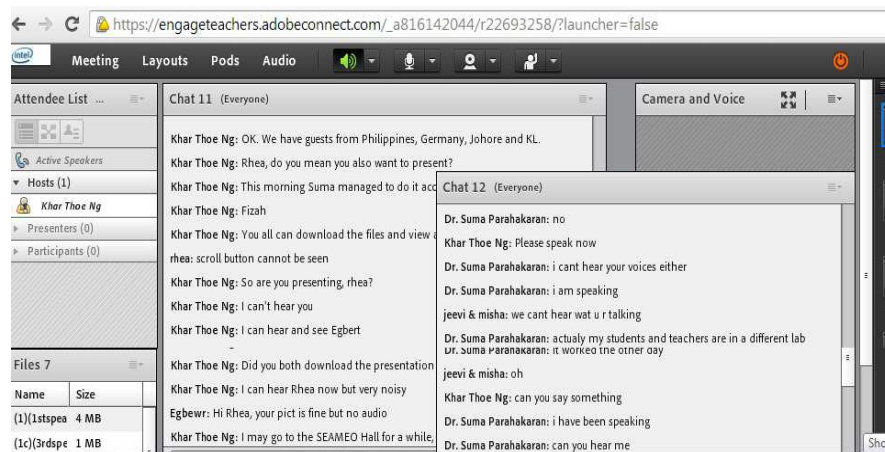 https://engageteachers.adobeconnect.com/_a816142044/r22693258/?launcher=false
intel
Meeting Layouts Pods Audio
Attendee List ...
Active Speakers
Hosts (1)
Khar Thoe Ng
Presenters (0)
Participants (0)
Files 7
Name Size
(1)(1stspea 4 MB
(1c)(3rdspe 1 MB
Chat 11 (Everyone)
Khar Thoe Ng: OK. We have guests from Philippines, Germany, Johore and KL.
Khar Thoe Ng: Rhea, do you mean you also want to present?
Khar Thoe Ng: This morning Suma managed to do it acc
Khar Thoe Ng: Fizah
Khar Thoe Ng: You all can download the files and view a
rhea: scroll button cannot be seen
Khar Thoe Ng: So are you presenting, rhea?
Khar Thoe Ng: I can't hear you
Khar Thoe Ng: I can hear and see Egbert
Khar Thoe Ng: Did you both download the presentation
Khar Thoe Ng: I can hear Rhea now but very noisy
Egbewr: Hi Rhea, your pict is fine but no audio
Khar Thoe Ng: I may go to the SEAMEO Hall for a while,
Chat 12 (Everyone)
Dr. Suma Parahakaran: no
Khar Thoe Ng: Please speak now
Dr. Suma Parahakaran: i cant hear your voices either
Dr. Suma Parahakaran: i am speaking
jeevi & misha: we cant hear wat u r talking
Dr. Suma Parahakaran: actualy my students and teachers are in a different lab
Dr. Suma Parahakaran: it worked the other day
jeevi & misha: oh
Khar Thoe Ng: can you say something
Dr. Suma Parahakaran: i have been speaking
Dr. Suma Parahakaran: can you hear me
Camera and Voice
Sho